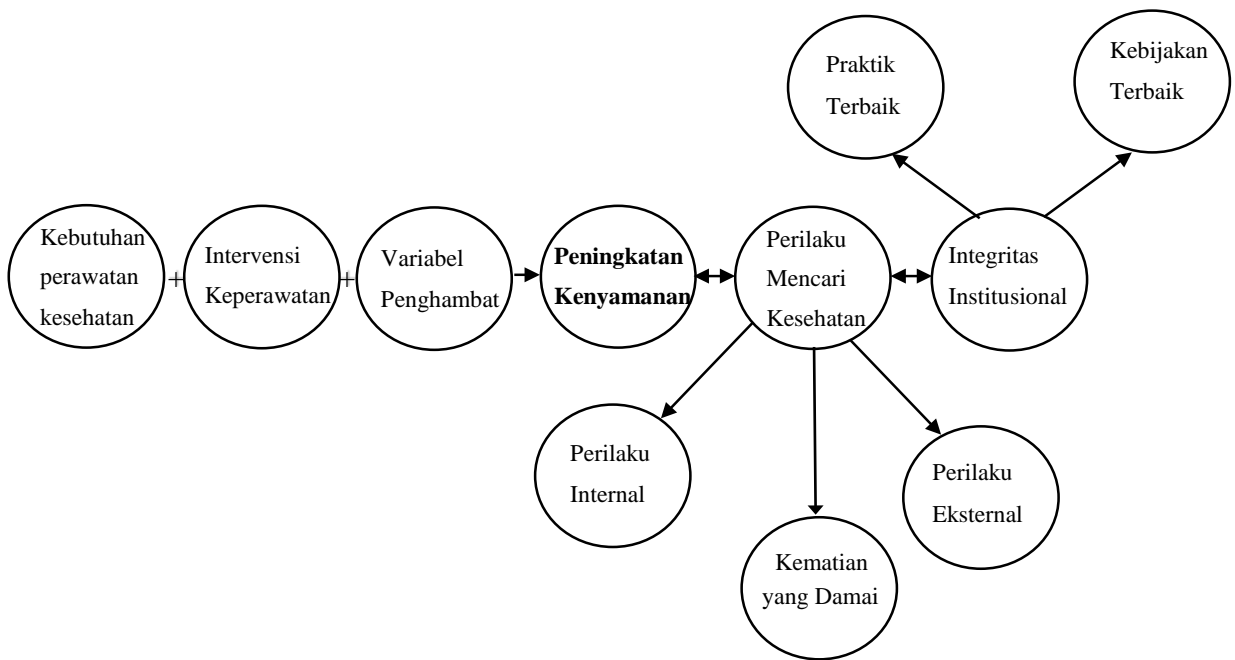 Praktik
Terbaik
Kebijakan
Terbaik
Kebutuhan
perawatan
kesehatan
+
Intervensi
Keperawatan
+
Variabel
Penghambat
Peningkatan
Kenyamanan
Perilaku
Mencari
Kesehatan
Integritas
Institusional
Perilaku
Internal
Kematian
yang Damai
Perilaku
Eksternal